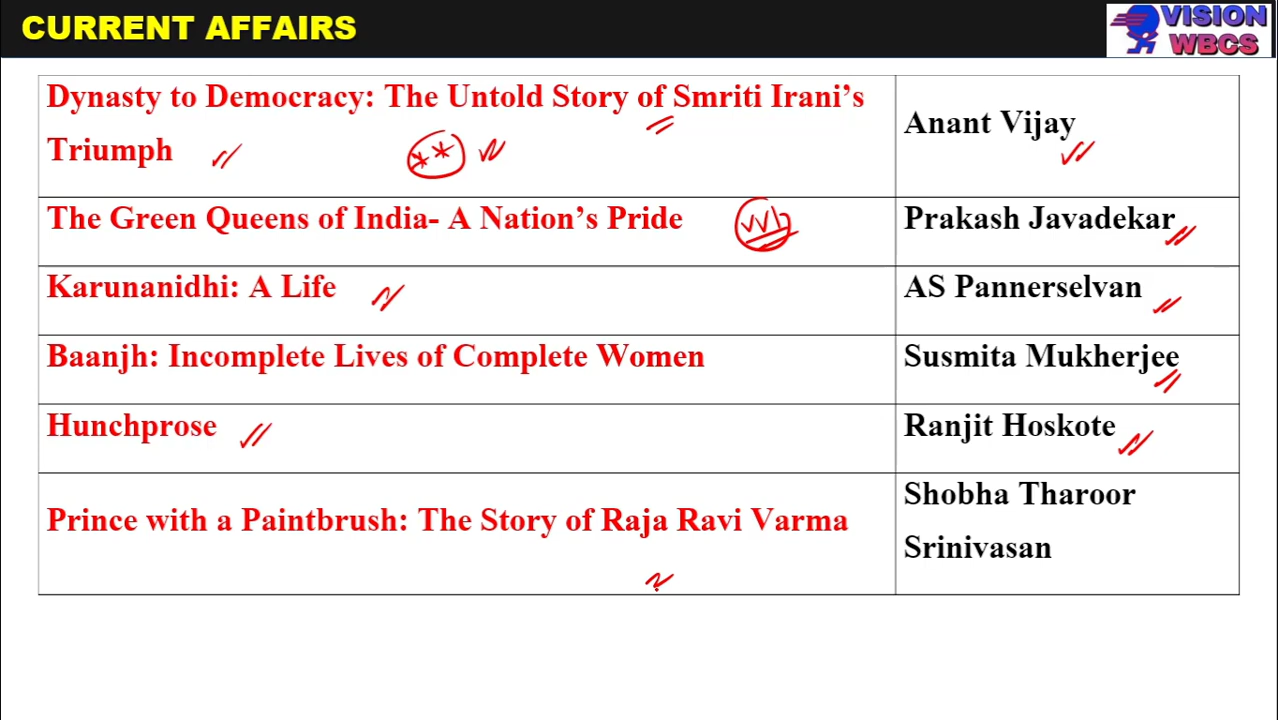 CURRENT AFFAIRS
VISION
WBCS
Dynasty to Democracy: The Untold Story of Smriti Irani's
Triumph
Anant Vijay
The Green Queens of India- A Nation's Pride
Prakash Javadekar
Karunanidhi: A Life
AS Pannerselvan
Baanjh: Incomplete Lives of Complete Women
Susmita Mukherjee
Hunchprose
Ranjit Hoskote
Prince with a Paintbrush: The Story of Raja Ravi Varma
Shobha Tharoor
Srinivasan